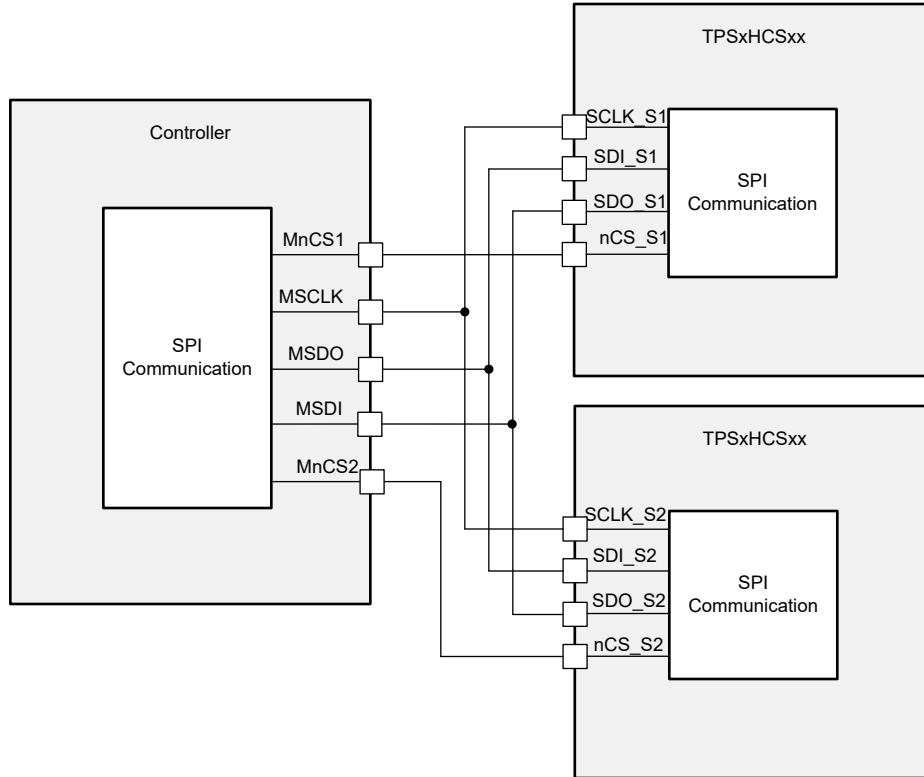 Controller
SPI
Communication
MnCS1
MSCLK
MSDO
MSDI
MnCS2
TPSxHCSxx
SCLK_S1
SDI_S1
SDO_S1
nCS_S1
SPI
Communication
TPSxHCSxx
SCLK_S2
SDI_S2
SDO_S2
nCS_S2
SPI
Communication